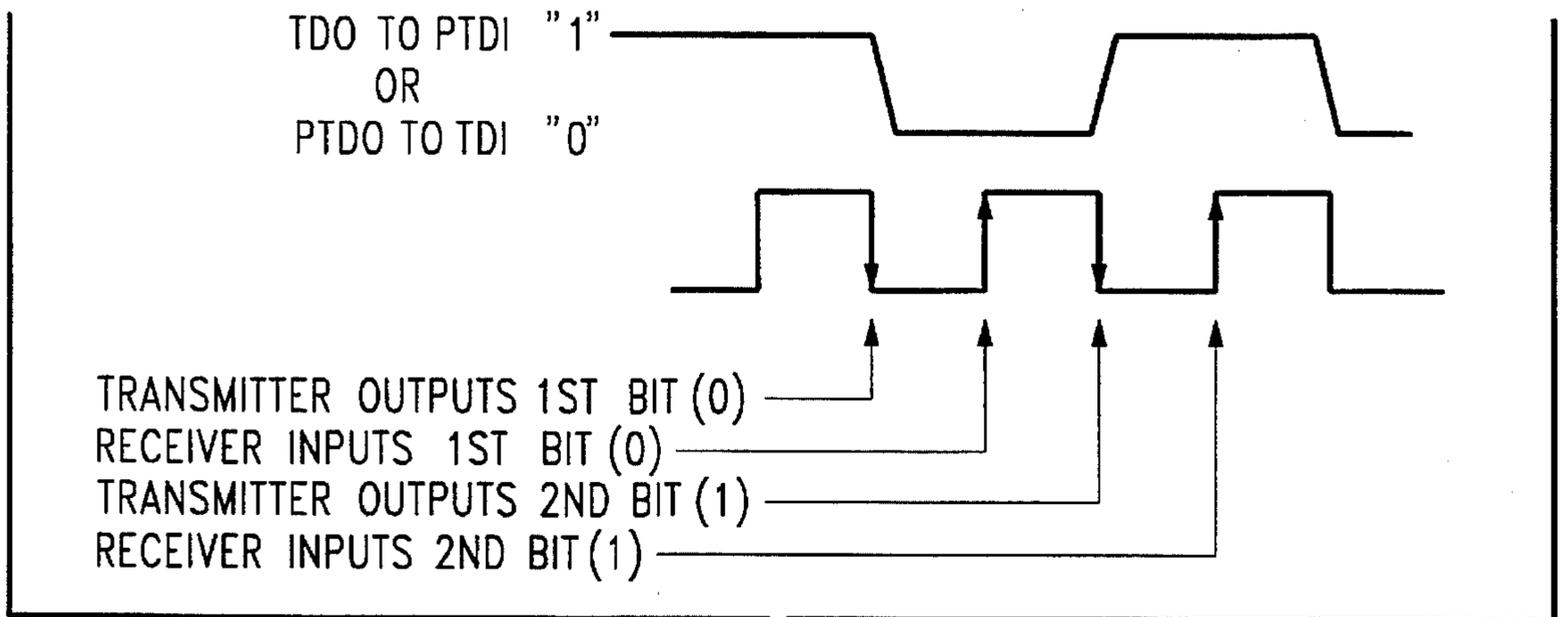 TDO TO PTDI "1"
OR
PTDO TO TDI "0"
TRANSMITTER OUTPUTS 1ST BIT (0)
RECEIVER INPUTS 1ST BIT (0)
TRANSMITTER OUTPUTS 2ND BIT (1)
RECEIVER INPUTS 2ND BIT (1)